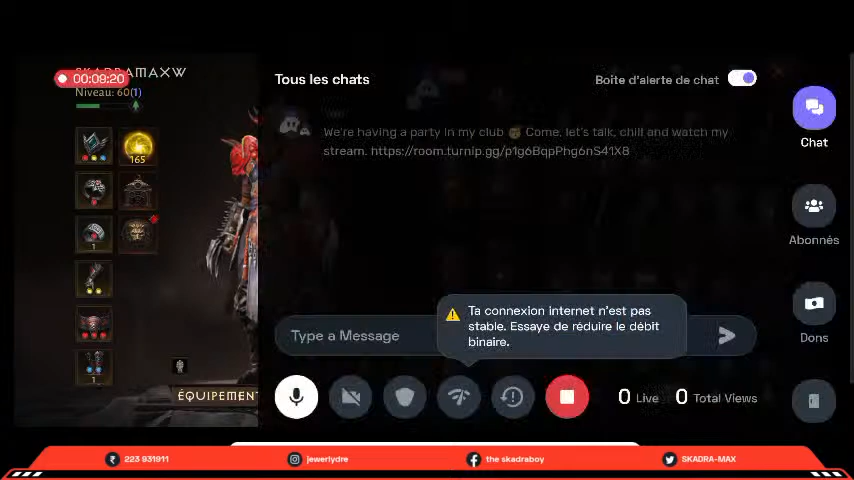 SKADRAMAXW
00:09:20
Niveau: 60(1)
165
1
1
ÉQUIPEMENT
Tous les chats
Boite d'alerte de chat
We're having a party in my club 🤯 Come, let's talk, chill and watch my
stream. https://room.turnip.gg/p1g6BqpPhg6nS41X8
Ta connexion internet n'est pas
stable. Essaye de réduire le débit
binaire.
Type a Message
0 Live 0 Total Views
Chat
Abonnés
Dons
223 931911
jewerlydre
the skadraboy
SKADRA-MAX